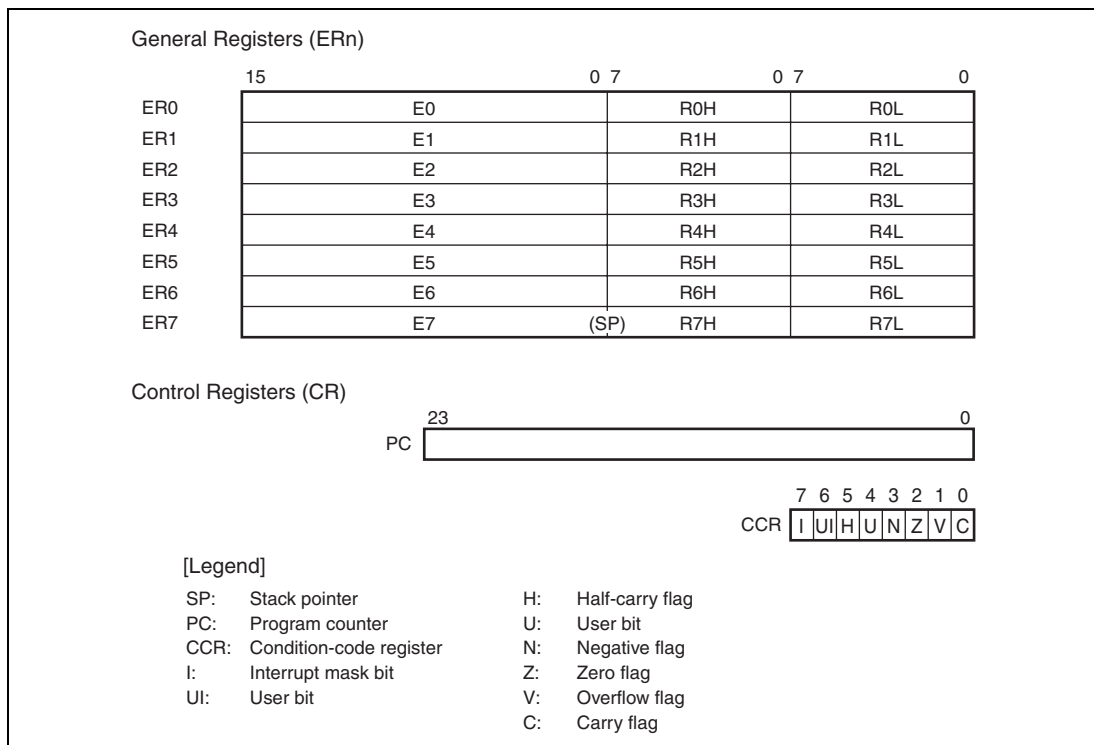 General Registers (ERn)
15 0 7 0 7 0
ER0 E0 R0H R0L
ER1 E1 R1H R1L
ER2 E2 R2H R2L
ER3 E3 R3H R3L
ER4 E4 R4H R4L
ER5 E5 R5H R5L
ER6 E6 R6H R6L
ER7 E7 (SP) R7H R7L
Control Registers (CR)
23 0
PC
7 6 5 4 3 2 1 0
CCR I UI H U N Z V C
[Legend]
SP: Stack pointer H: Half-carry flag
PC: Program counter U: User bit
CCR: Condition-code register N: Negative flag
I: Interrupt mask bit Z: Zero flag
UI: User bit V: Overflow flag
C: Carry flag